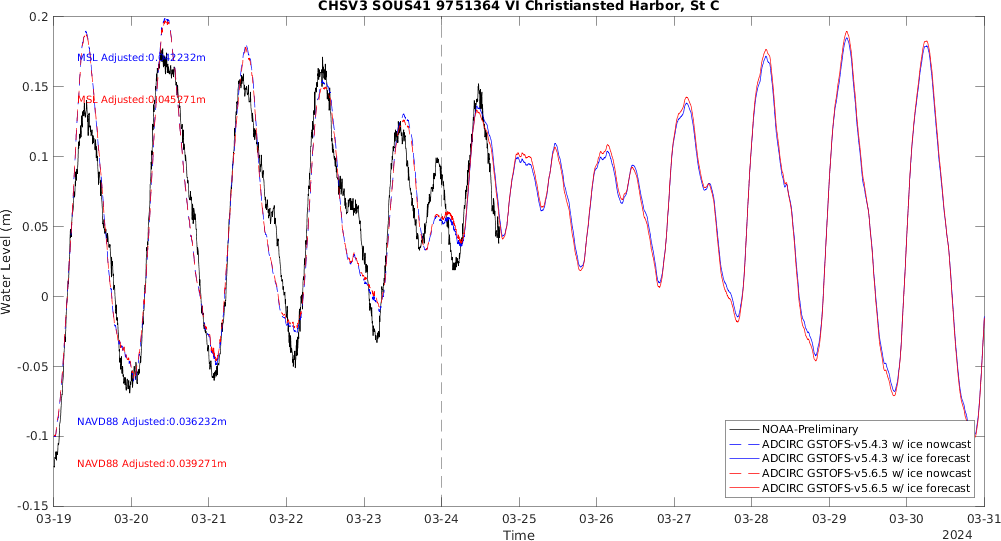 CHSV3 SOUS41 9751364 VI Christiansted Harbor, St C
Water Level (m)
0.2
0.15
0.1
0.05
0
-0.05
-0.1
-0.15
MSL Adjusted:0.042232m
MSL Adjusted:0.045271m
NAVD88 Adjusted:0.036232m
NAVD88 Adjusted:0.039271m
NOAA-Preliminary
ADCIRC GSTOFS-v5.4.3 w/ ice nowcast
ADCIRC GSTOFS-v5.4.3 w/ ice forecast
ADCIRC GSTOFS-v5.6.5 w/ ice nowcast
ADCIRC GSTOFS-v5.6.5 w/ ice forecast
03-19 03-20 03-21 03-22 03-23 03-24 03-25 03-26 03-27 03-28 03-29 03-30 03-31
Time
2024